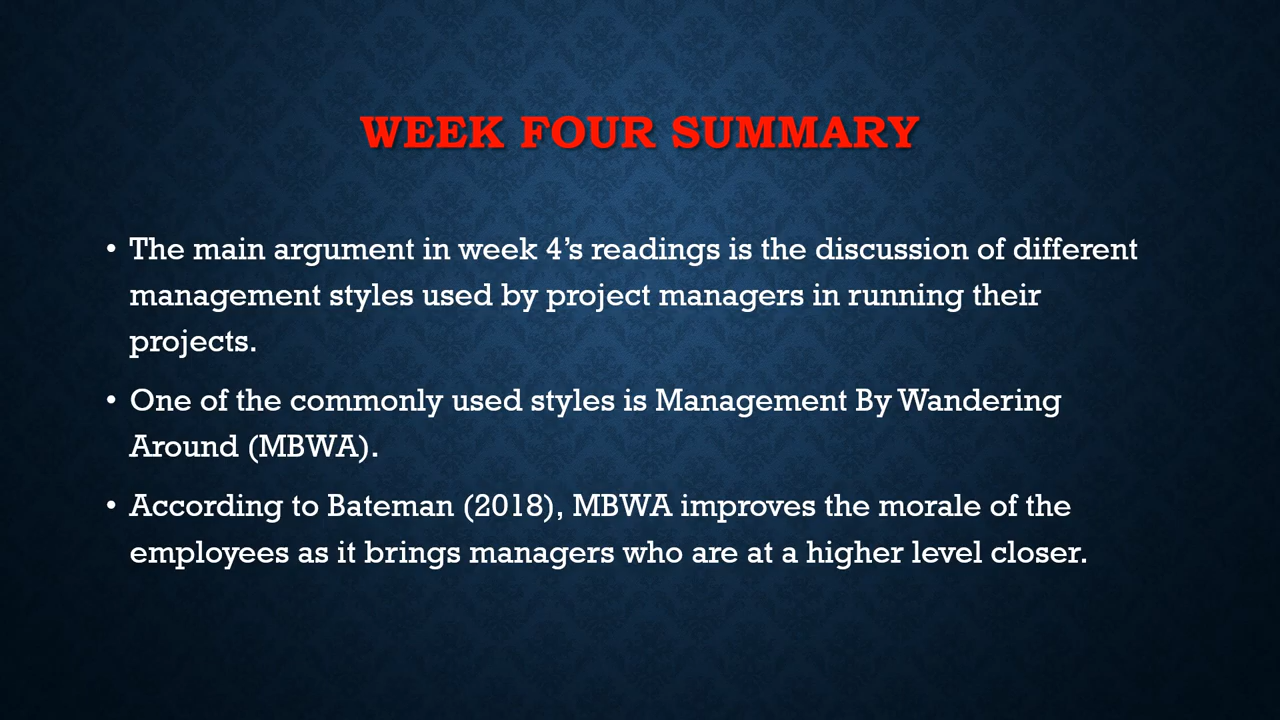 WEEK FOUR SUMMARY
• The main argument in week 4’s readings is the discussion of different
management styles used by project managers in running their
projects.
• One of the commonly used styles is Management By Wandering
Around (MBWA).
• According to Bateman (2018), MBWA improves the morale of the
employees as it brings managers who are at a higher level closer.